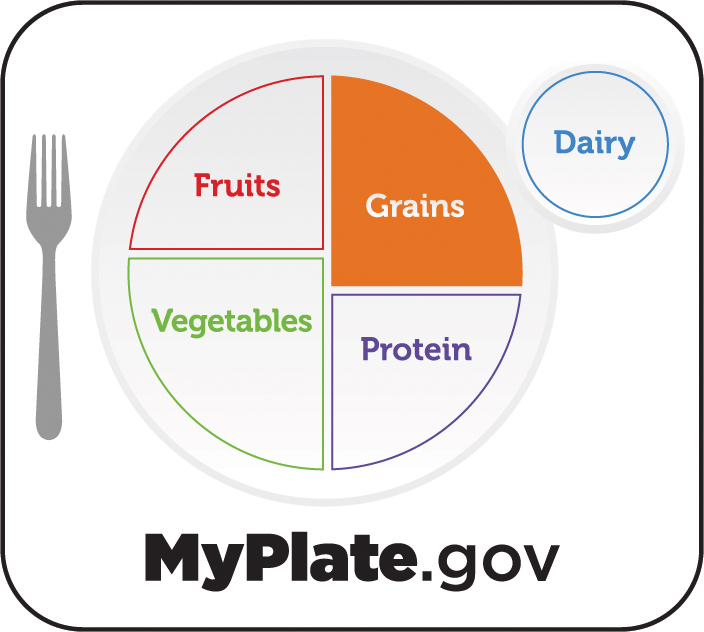 Fruits
Grains
Dairy
Vegetables
Protein
MyPlate.gov